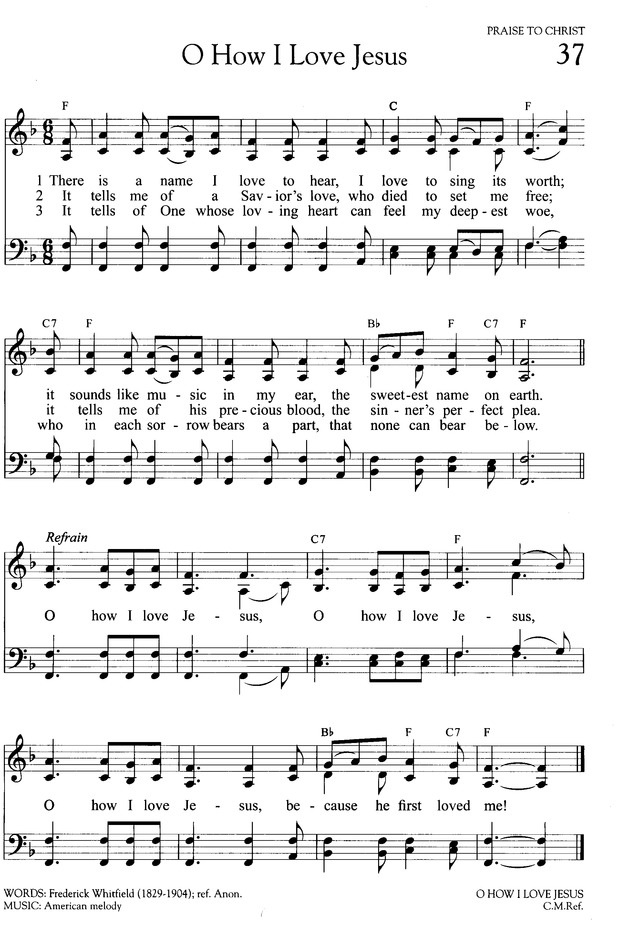 PRAISE TO CHRIST
O How I Love Jesus 37
F C F
6 8
1 There is a name I love to hear, I love to sing its worth;
2 It tells me of a Sav - ior's love, who died to set me free;
3 It tells of One whose lov - ing heart can feel my deep - est woe,
6 8
C7 F B♭ F C7 F
it sounds like mu - sic in my ear, the sweet-est name on earth.
it tells me of his pre - cious blood, the sin - ner's per - fect plea.
who in each sor - row bears a part, that none can bear be - low.
Refrain C7 F
O how I love Je - sus, O how I love Je - sus,
B♭ F C7 F
O how I love Je - sus, be - cause he first loved me!
WORDS: Frederick Whitfield (1829-1904); ref. Anon. O HOW I LOVE JESUS
MUSIC: American melody C.M.Ref.